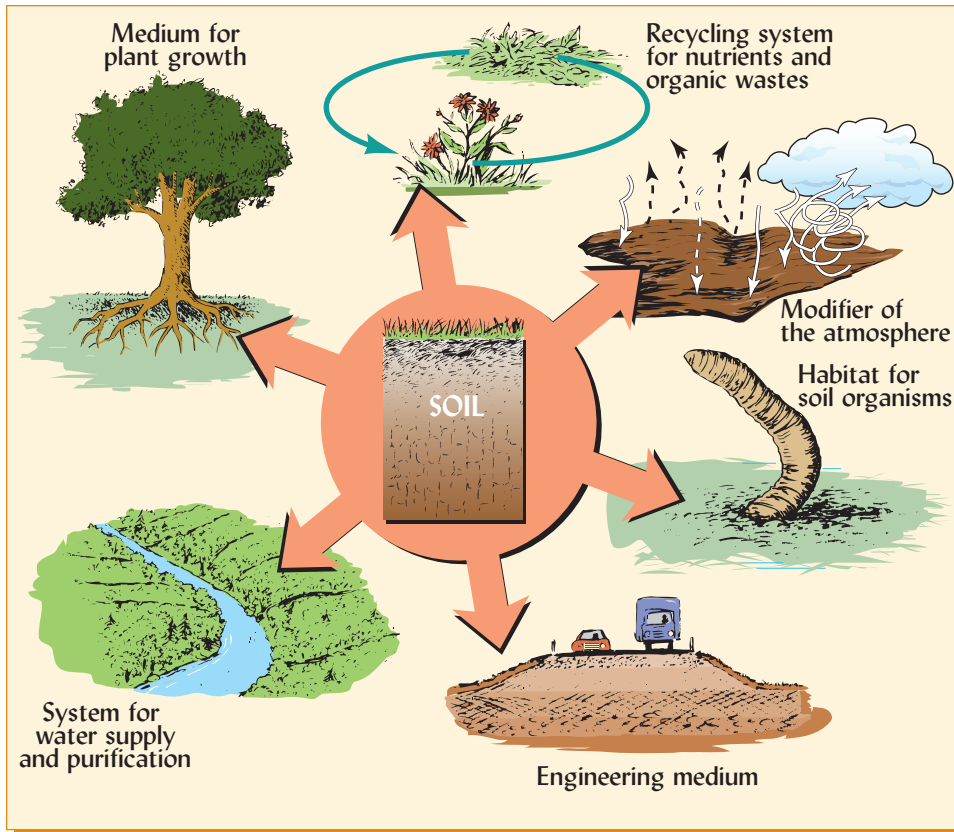 Medium for
plant growth
Recycling system
for nutrients and
organic wastes
Modifier of
the atmosphere
Habitat for
soil organisms
SOIL
System for
water supply
and purification
Engineering medium